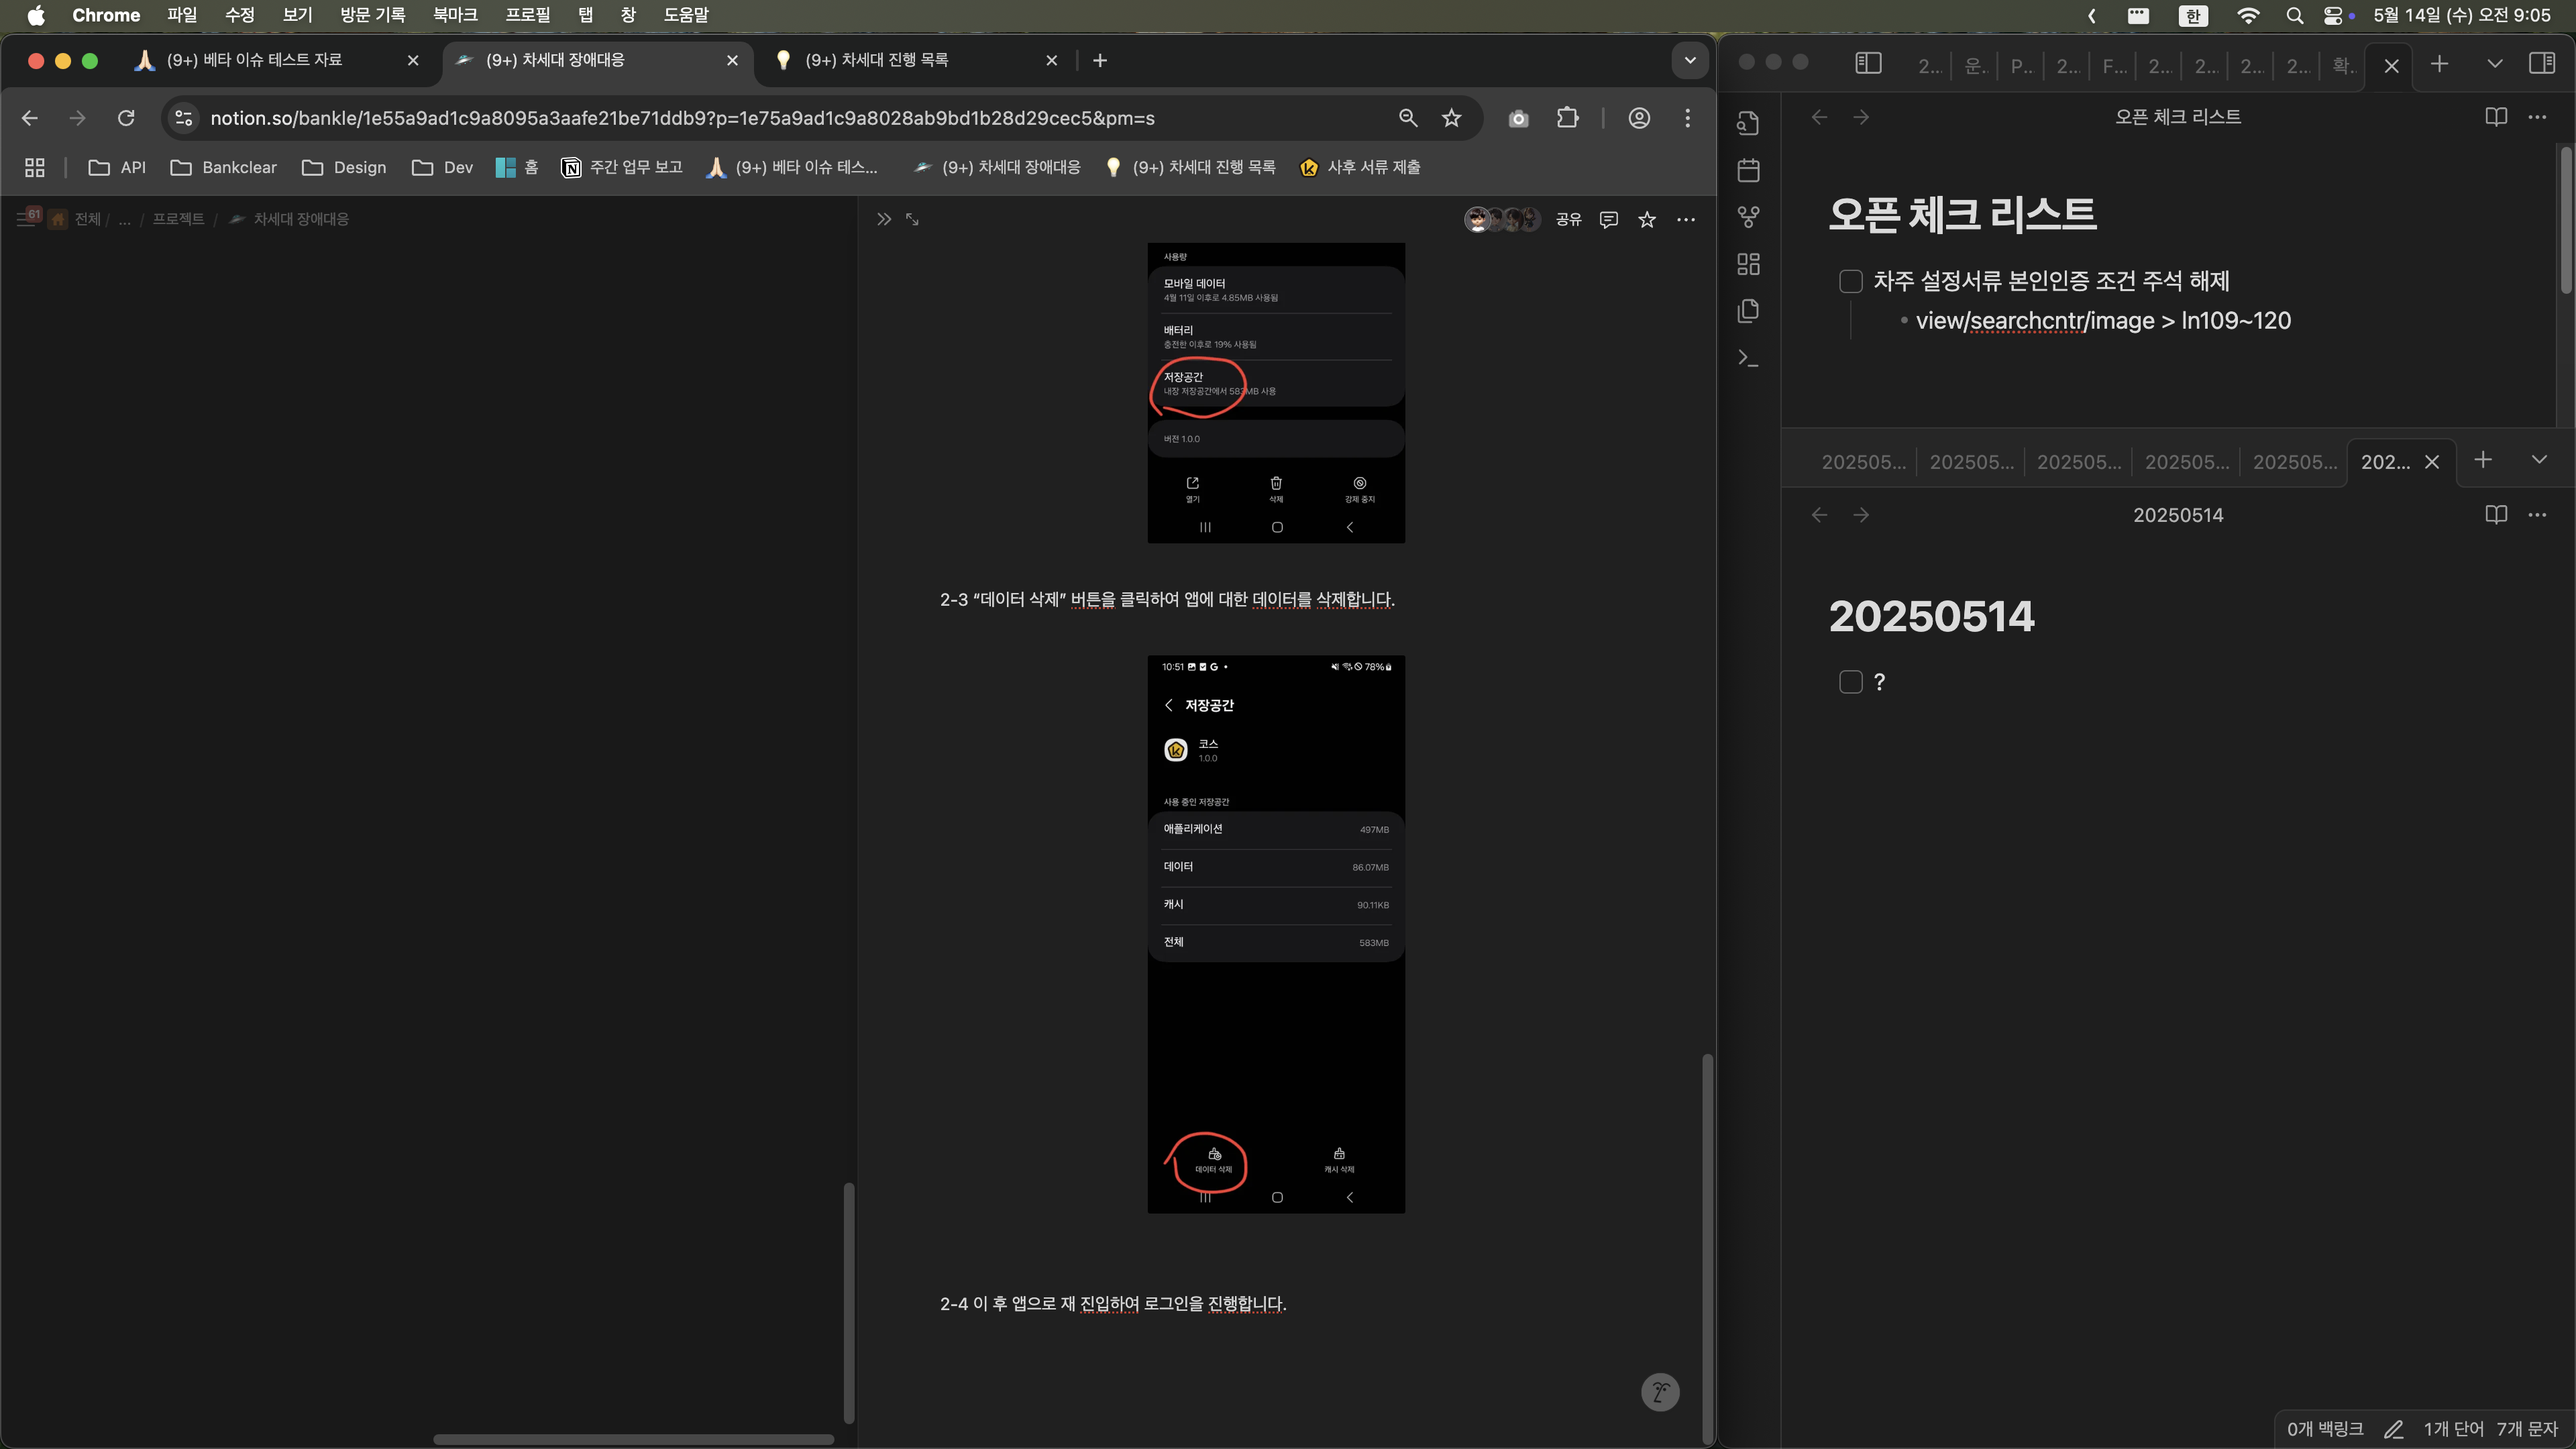 Chrome 파일 수정 보기 방문 기록 북마크 프로필 탭 창 도움말
한 5월 14일 (수) 오전 9:05
(9+) 베타 이슈 테스트 자료
(9+) 차세대 장애대응
(9+) 차세대 진행 목록
notion.so/bankle/1e55a9ad1c9a8095a3aafe21be71ddb9?p=1e75a9ad1c9a8028ab9bd1b28d29cec5&pm=s
API Bankclear Design Dev 홈 주간 업무 보고 (9+) 베타 이슈 테스... (9+) 차세대 장애대응 (9+) 차세대 진행 목록 사후 서류 제출
61 전체 / ... / 프로젝트 / 차세대 장애대응
공유
사용량
모바일 데이터
4월 11일 이후로 4.85MB 사용됨
배터리
충전한 이후로 19% 사용됨
저장공간
내장 저장공간에서 583MB 사용
버전 1.0.0
열기 삭제 강제 중지
2-3 “데이터 삭제” 버튼을 클릭하여 앱에 대한 데이터를 삭제합니다.
10:51 G 78%
저장공간
코스
1.0.0
사용 중인 저장공간
애플리케이션 497MB
데이터 86.07MB
캐시 90.11KB
전체 583MB
데이터 삭제 캐시 삭제
2-4 이 후 앱으로 재 진입하여 로그인을 진행합니다.
2... 운. P... 2... F... 2... 2... 2... 2... 확.
오픈 체크 리스트
오픈 체크 리스트
차주 설정서류 본인인증 조건 주석 해제
• view/searchcntr/image > ln109~120
202505... 202505... 202505... 202505... 202505... 202...
20250514
20250514
?
0개 백링크 1개 단어 7개 문자